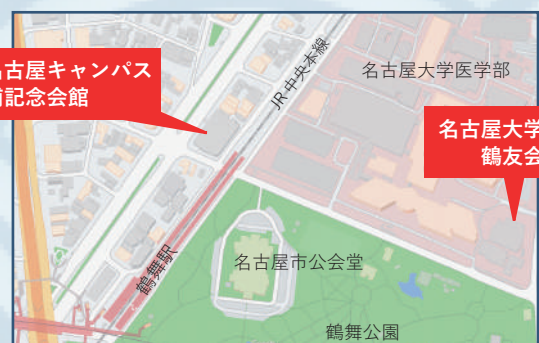 古屋キャンパス
記念会館
JR中央本線
名古屋大学医学部
名古屋大学
鶴友会
鶴舞駅
名古屋市公会堂
鶴舞公園